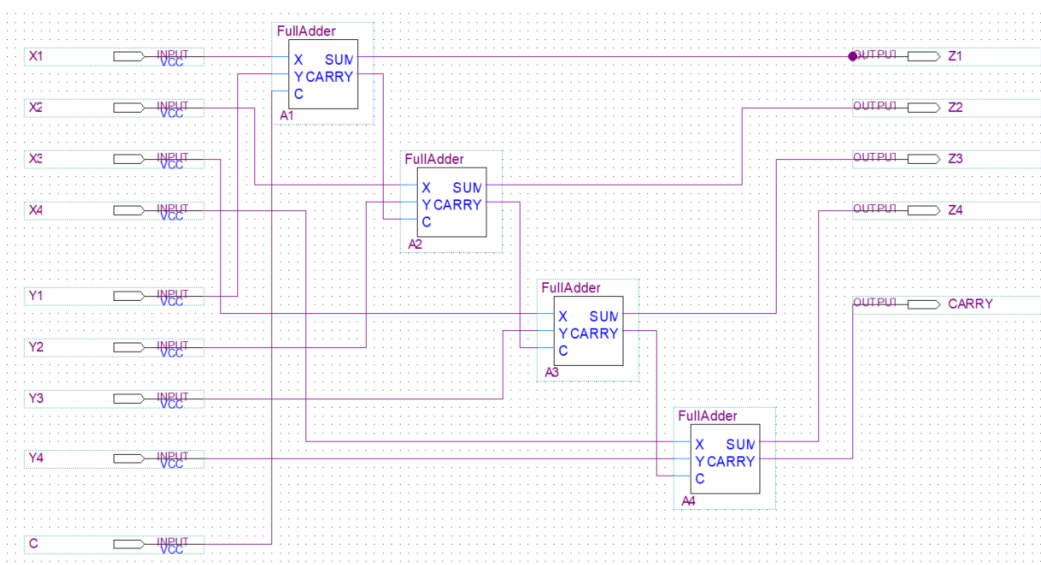 FullAdder
X1 INPUT VCC X SUM OUTPUT Z1
Y CARRY
C
X2 INPUT VCC A1 OUTPUT Z2
FullAdder
X3 INPUT VCC OUTPUT Z3
X SUM
Y CARRY
X4 INPUT VCC C OUTPUT Z4
A2
FullAdder
Y1 INPUT VCC OUTPUT CARRY
X SUM
Y CARRY
Y2 INPUT VCC C
A3
Y3 INPUT VCC
FullAdder
X SUM
Y4 INPUT VCC Y CARRY
C
A4
C INPUT VCC